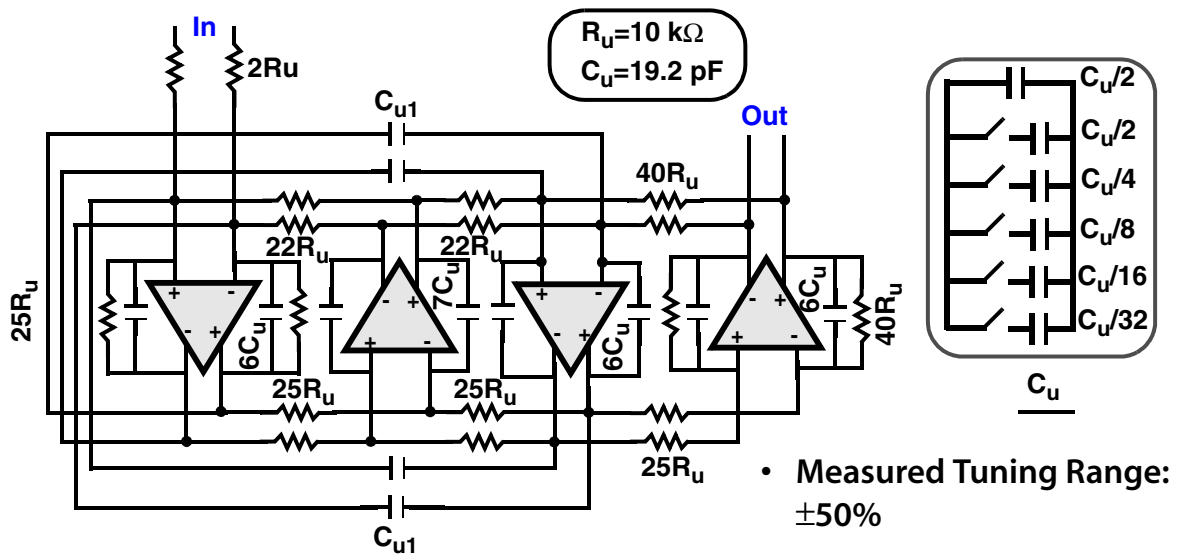 In
2Ru
Ru=10 kΩ
Cu=19.2 pF
Out
Cu1
40Ru
22Ru
22Ru
25Ru
+
-
-
+
6Cu
-
+
7Cu
+
-
+
-
-
+
6Cu
-
+
6Cu
+
-
40Ru
25Ru
25Ru
25Ru
Cu1
Cu/2
Cu/2
Cu/4
Cu/8
Cu/16
Cu/32
Cu
• Measured Tuning Range:
±50%